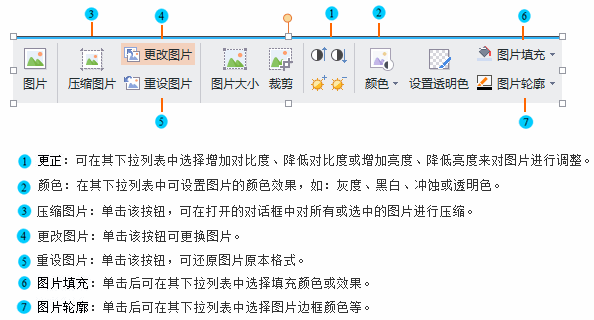 3 4 1 2 6
更改图片 图片填充
图片 压缩图片 重设图片 图片大小 裁剪 颜色 设置透明色 图片轮廓
5 7
1 更正：可在其下拉列表中选择增加对比度、降低对比度或增加亮度、降低亮度来对图片进行调整。
2 颜色：在其下拉列表中可设置图片的颜色效果，如：灰度、黑白、冲蚀或透明色。
3 压缩图片：单击该按钮，可在打开的对话框中对所有或选中的图片进行压缩。
4 更改图片：单击该按钮可更换图片。
5 重设图片：单击该按钮，可还原图片原本格式。
6 图片填充：单击后可在其下拉列表中选择填充颜色或效果。
7 图片轮廓：单击后可在其下拉列表中选择图片边框颜色等。